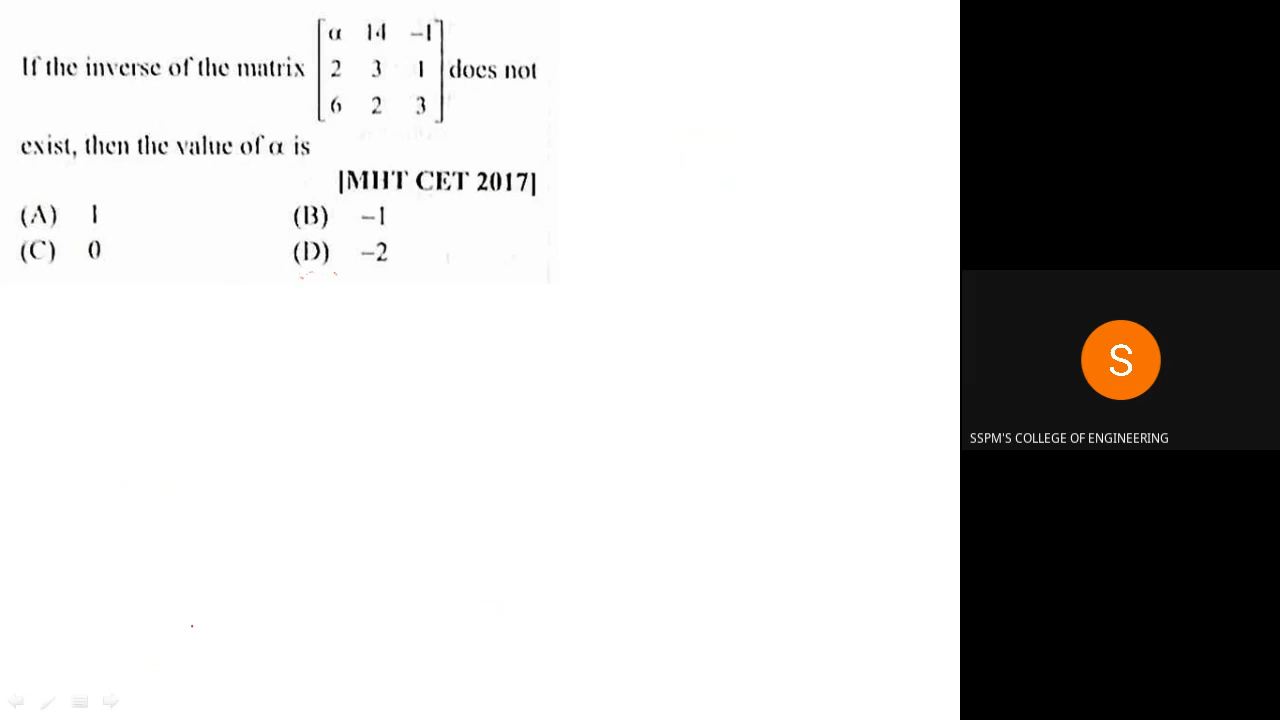 If the inverse of the matrix [α 14 −1
2 3 1
6 2 3] does not
exist, then the value of α is
[MHT CET 2017]
(A) 1 (B) −1
(C) 0 (D) −2
S
SSPM'S COLLEGE OF ENGINEERING